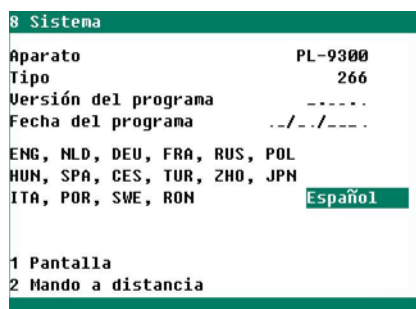 8 Sistema
Aparato PL-9300
Tipo 266
Versión del programa _._._.
Fecha del programa ._/._/___.
ENG, NLD, DEU, FRA, RUS, POL
HUN, SPA, CES, TUR, ZHO, JPN
ITA, POR, SWE, RON Español
1 Pantalla
2 Mando a distancia